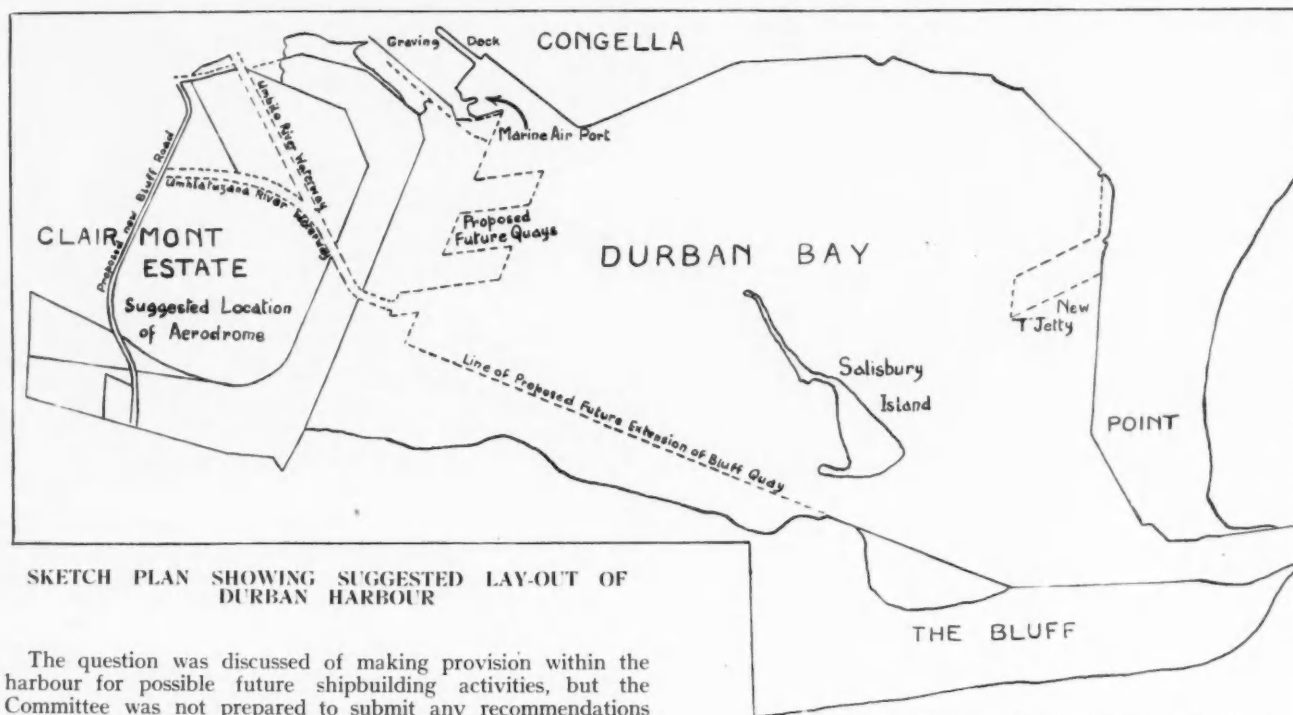 Graving Dock
CONGELLA
Marine Air Port
Umbilo River Waterway
Proposed new Bluff Road
Umhlatuzana River Waterway
CLAIRMONT
ESTATE
Suggested Location
of Aerodrome
Proposed
Future Quays
DURBAN BAY
New
T Jetty
Salisbury
Island
Line of Proposed Future Extension of Bluff Quay
POINT
THE BLUFF
SKETCH PLAN SHOWING SUGGESTED LAY-OUT OF
DURBAN HARBOUR
The question was discussed of making provision within the
harbour for possible future shipbuilding activities, but the
Committee was not prepared to submit any recommendations